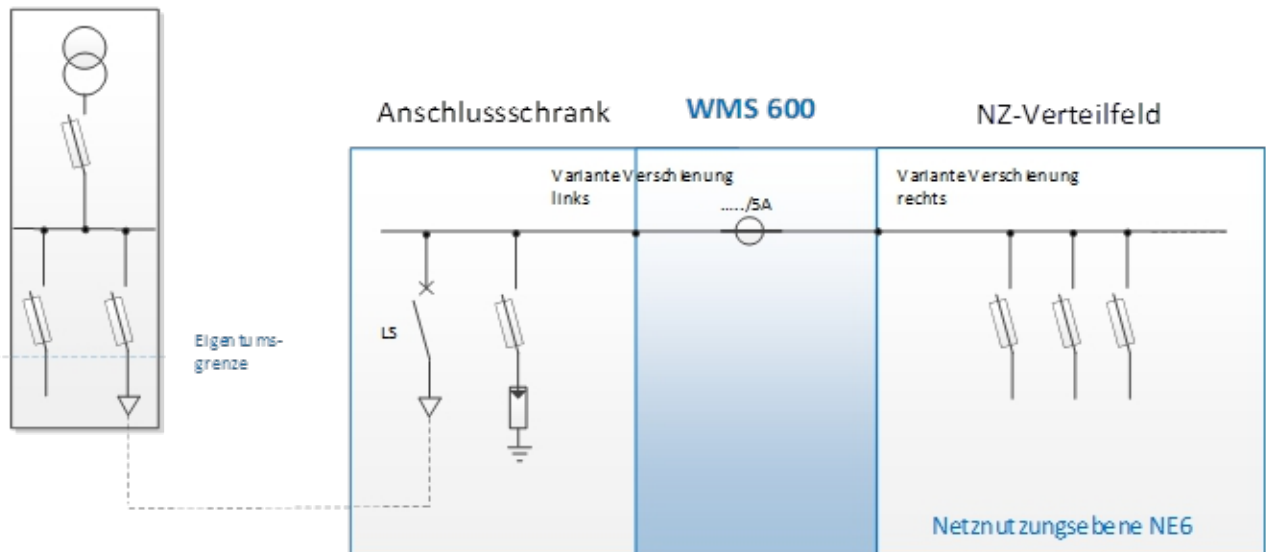 Anschlussschrank
WMS 600
NZ-Verteilfeld
Variante Verschienung
links
Variante Verschienung
rechts
...../5A
LS
Eigentums-
grenze
Netznutzungsebene NE6